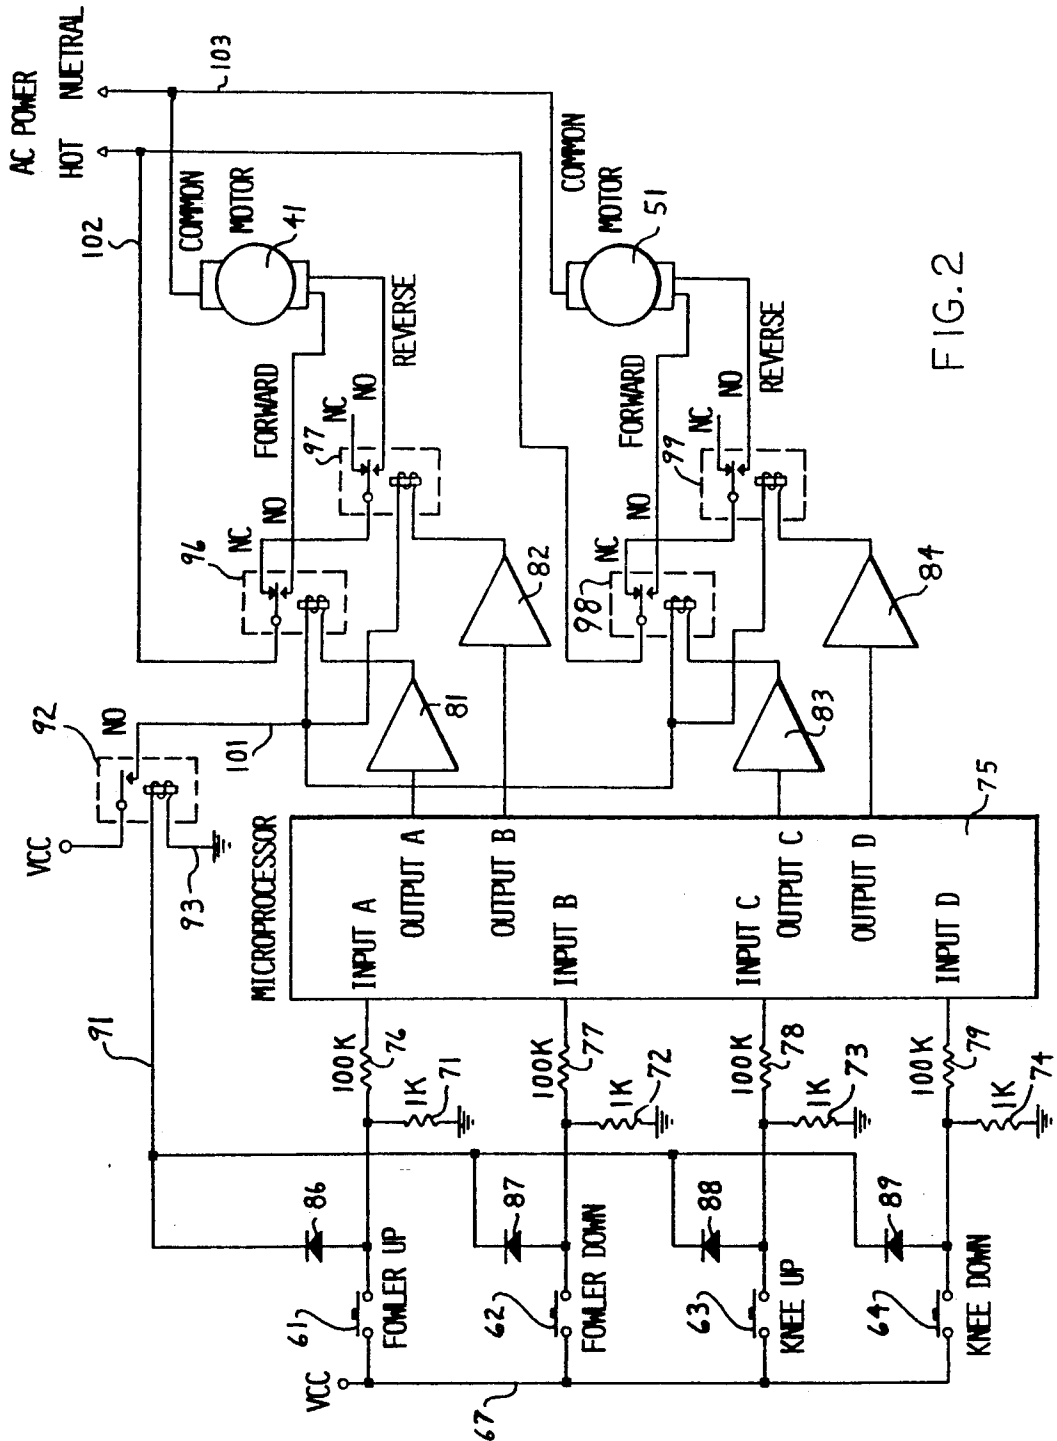 AC POWER
HOT
NUETRAL
102
103
COMMON
MOTOR
41
FORWARD
REVERSE
COMMON
MOTOR
51
FORWARD
REVERSE
VCC
92
NO
93
91
101
96
NC
NO
97
NC
NO
98
NC
NO
99
NC
NO
81
82
83
84
MICROPROCESSOR
75
INPUT A
OUTPUT A
OUTPUT B
INPUT B
INPUT C
OUTPUT C
OUTPUT D
INPUT D
100K
76
1K
71
100K
77
1K
72
100K
78
1K
73
100K
79
1K
74
86
87
88
89
61
FOWLER UP
62
FOWLER DOWN
63
KNEE UP
64
KNEE DOWN
VCC
67
FIG. 2